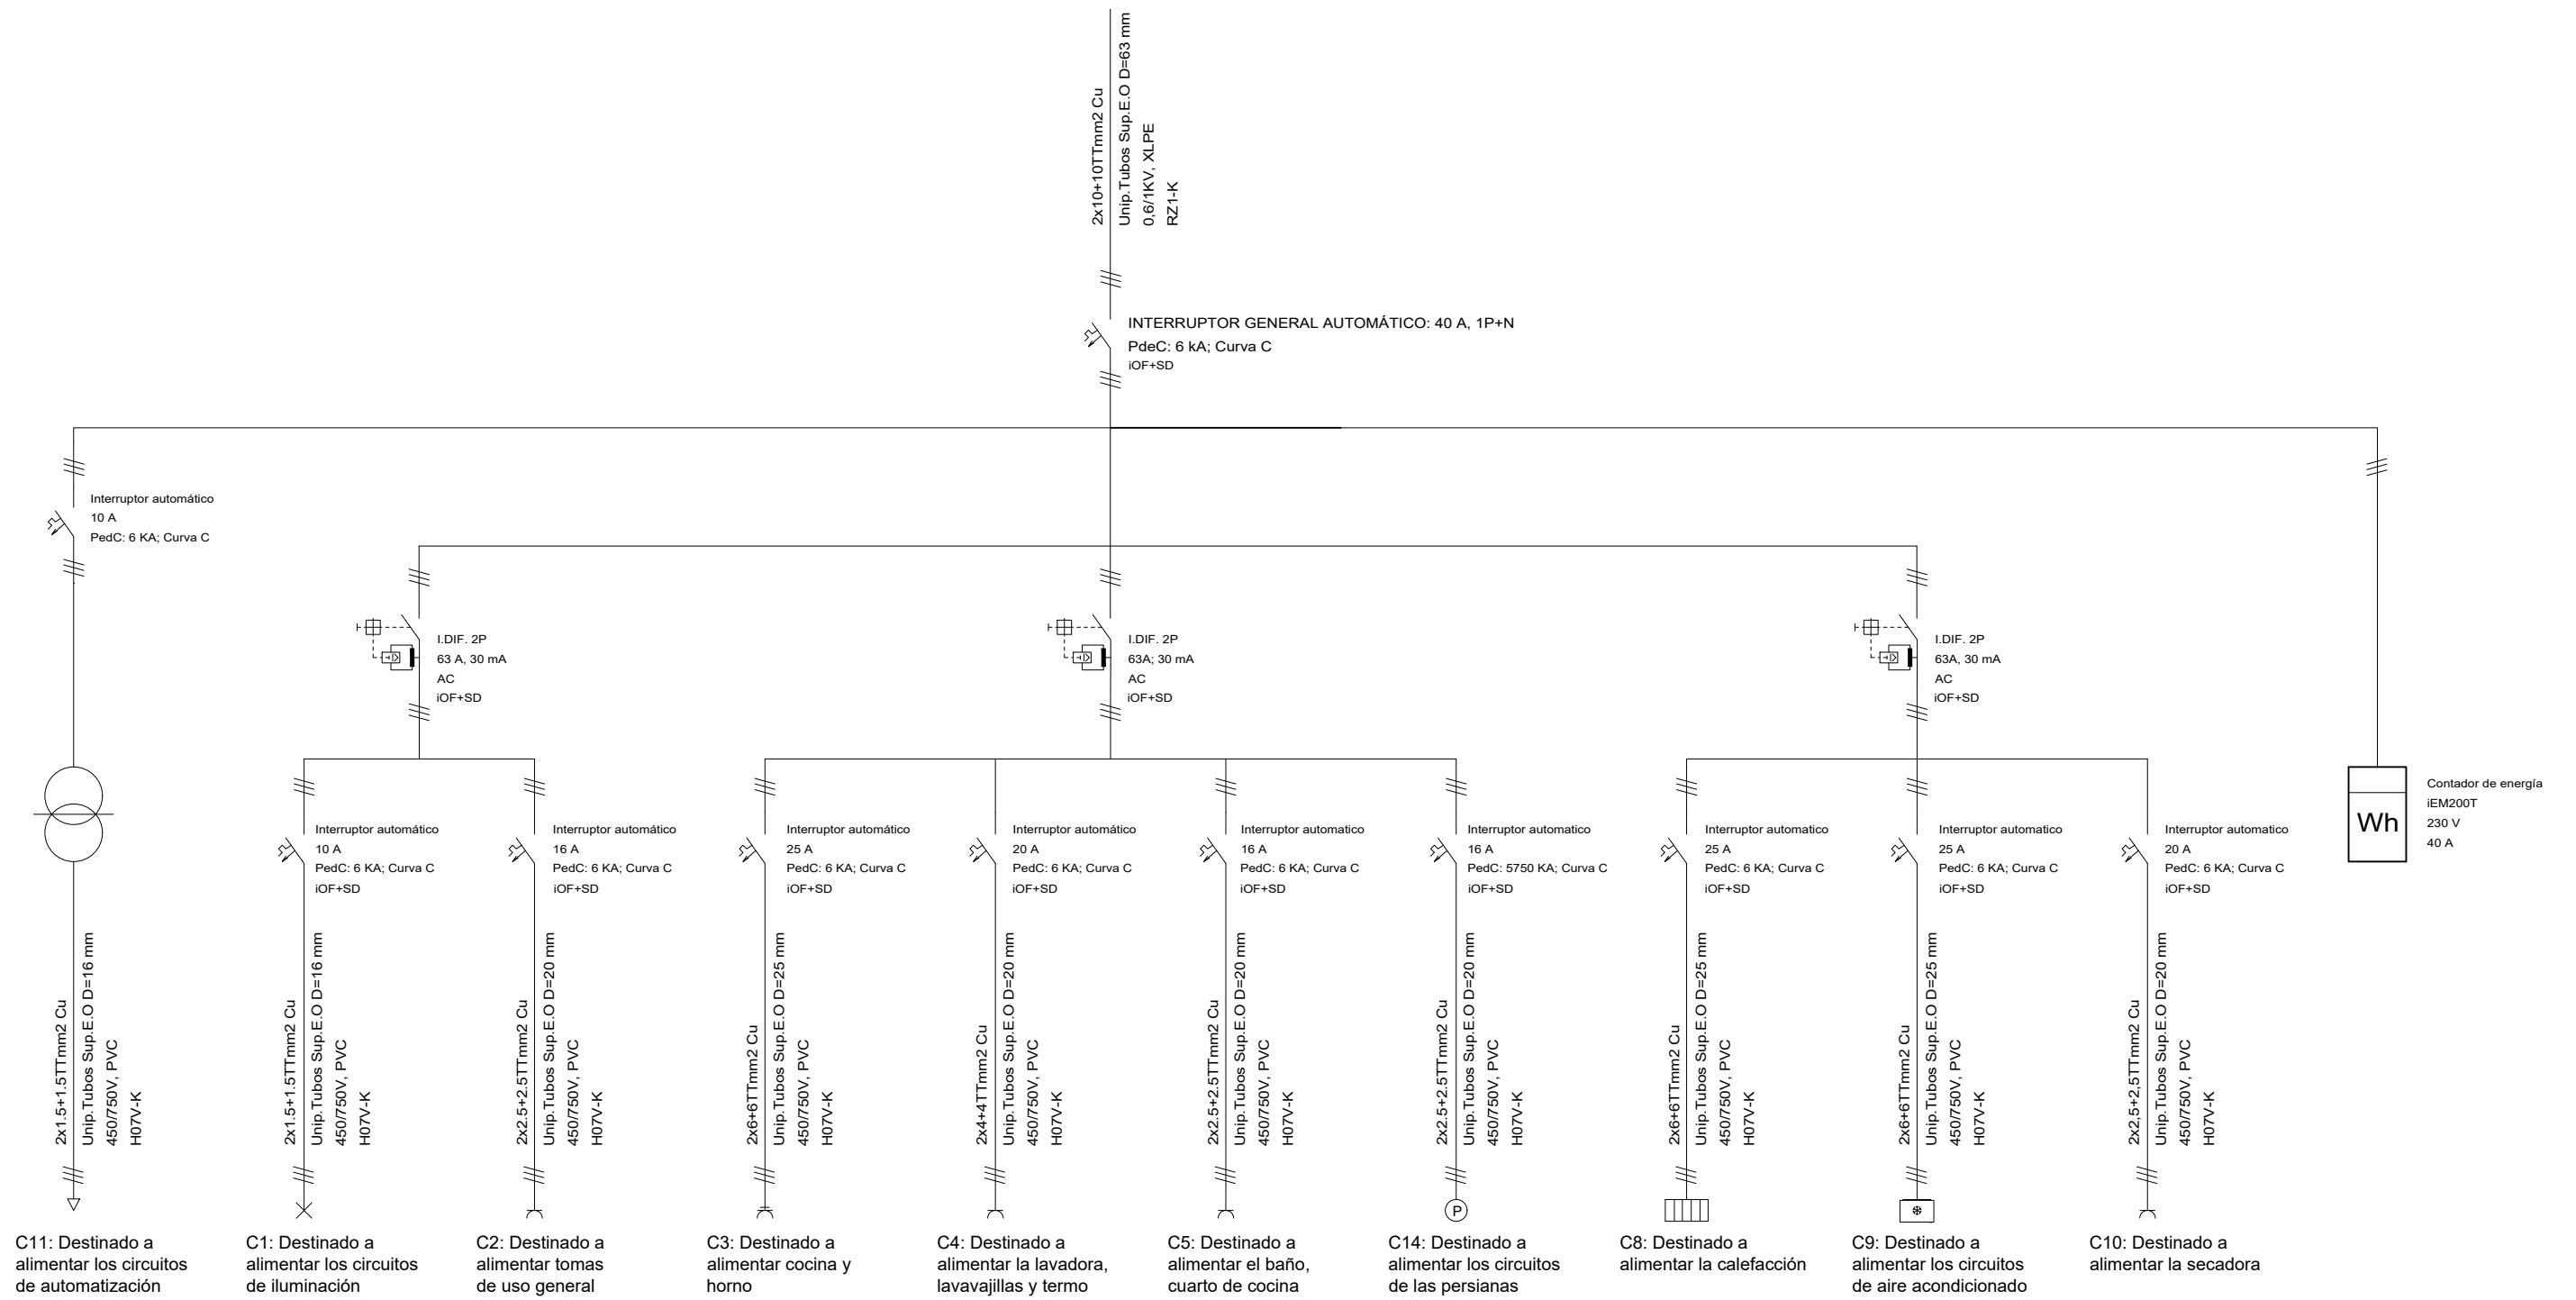 2x10+10TTmm2 Cu
Unip.Tubos Sup.E.O D=63 mm
0,6/1KV, XLPE
RZ1-K
INTERRUPTOR GENERAL AUTOMÁTICO: 40 A, 1P+N
PdeC: 6 kA; Curva C
iOF+SD
Interruptor automático
10 A
PedC: 6 KA; Curva C
I.DIF. 2P
63 A, 30 mA
AC
iOF+SD
I.DIF. 2P
63A; 30 mA
AC
iOF+SD
I.DIF. 2P
63A, 30 mA
AC
iOF+SD
Contador de energía
iEM200T
230 V
40 A
Wh
Interruptor automático
10 A
PedC: 6 KA; Curva C
iOF+SD
Interruptor automático
16 A
PedC: 6 KA; Curva C
iOF+SD
Interruptor automático
25 A
PedC: 6 KA; Curva C
iOF+SD
Interruptor automático
20 A
PedC: 6 KA; Curva C
iOF+SD
Interruptor automático
16 A
PedC: 6 KA; Curva C
iOF+SD
Interruptor automatico
16 A
PedC: 5750 KA; Curva C
iOF+SD
Interruptor automatico
25 A
PedC: 6 KA; Curva C
iOF+SD
Interruptor automatico
25 A
PedC: 6 KA; Curva C
iOF+SD
Interruptor automatico
20 A
PedC: 6 KA; Curva C
iOF+SD
2x1.5+1.5TTmm2 Cu
Unip.Tubos Sup.E.O D=16 mm
450/750V, PVC
H07V-K
2x1.5+1.5TTmm2 Cu
Unip.Tubos Sup.E.O D=16 mm
450/750V, PVC
H07V-K
2x2.5+2.5TTmm2 Cu
Unip.Tubos Sup.E.O D=20 mm
450/750V, PVC
H07V-K
2x6+6TTmm2 Cu
Unip.Tubos Sup.E.O D=25 mm
450/750V, PVC
H07V-K
2x4+4TTmm2 Cu
Unip.Tubos Sup.E.O D=20 mm
450/750V, PVC
H07V-K
2x2.5+2.5TTmm2 Cu
Unip.Tubos Sup.E.O D=20 mm
450/750V, PVC
H07V-K
2x2.5+2.5TTmm2 Cu
Unip.Tubos Sup.E.O D=20 mm
450/750V, PVC
H07V-K
2x6+6TTmm2 Cu
Unip.Tubos Sup.E.O D=25 mm
450/750V, PVC
H07V-K
2x6+6TTmm2 Cu
Unip.Tubos Sup.E.O D=25 mm
450/750V, PVC
H07V-K
2x2,5+2,5TTmm2 Cu
Unip.Tubos Sup.E.O D=20 mm
450/750V, PVC
H07V-K
P
C11: Destinado a
alimentar los circuitos
de automatización
C1: Destinado a
alimentar los circuitos
de iluminación
C2: Destinado a
alimentar tomas
de uso general
C3: Destinado a
alimentar cocina y
horno
C4: Destinado a
alimentar la lavadora,
lavavajillas y termo
C5: Destinado a
alimentar el baño,
cuarto de cocina
C14: Destinado a
alimentar los circuitos
de las persianas
C8: Destinado a
alimentar la calefacción
C9: Destinado a
alimentar los circuitos
de aire acondicionado
C10: Destinado a
alimentar la secadora